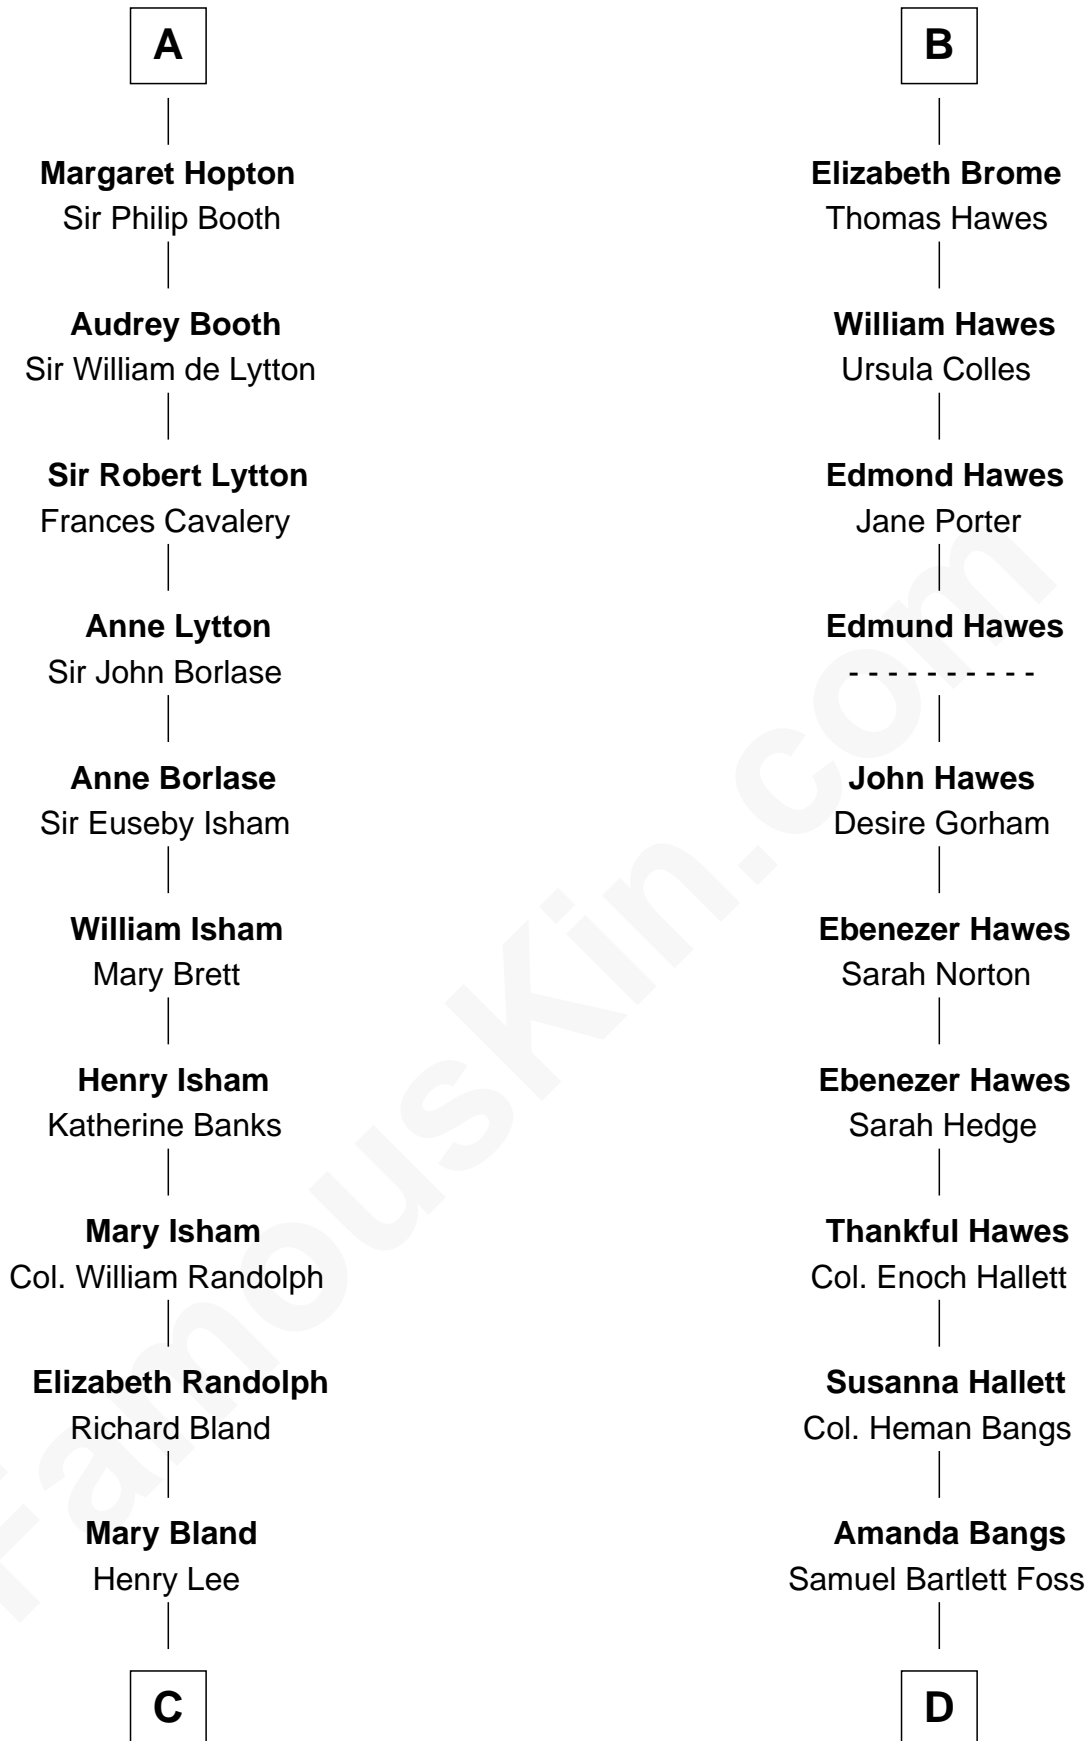 A
Margaret Hopton
Sir Philip Booth
Audrey Booth
Sir William de Lytton
Sir Robert Lytton
Frances Cavalery
Anne Lytton
Sir John Borlase
Anne Borlase
Sir Euseby Isham
William Isham
Mary Brett
Henry Isham
Katherine Banks
Mary Isham
Col. William Randolph
Elizabeth Randolph
Richard Bland
Mary Bland
Henry Lee
C
B
Elizabeth Brome
Thomas Hawes
William Hawes
Ursula Colles
Edmond Hawes
Jane Porter
Edmund Hawes
- - - - - - - - - -
John Hawes
Desire Gorham
Ebenezer Hawes
Sarah Norton
Ebenezer Hawes
Sarah Hedge
Thankful Hawes
Col. Enoch Hallett
Susanna Hallett
Col. Heman Bangs
Amanda Bangs
Samuel Bartlett Foss
D
FamousKin.com